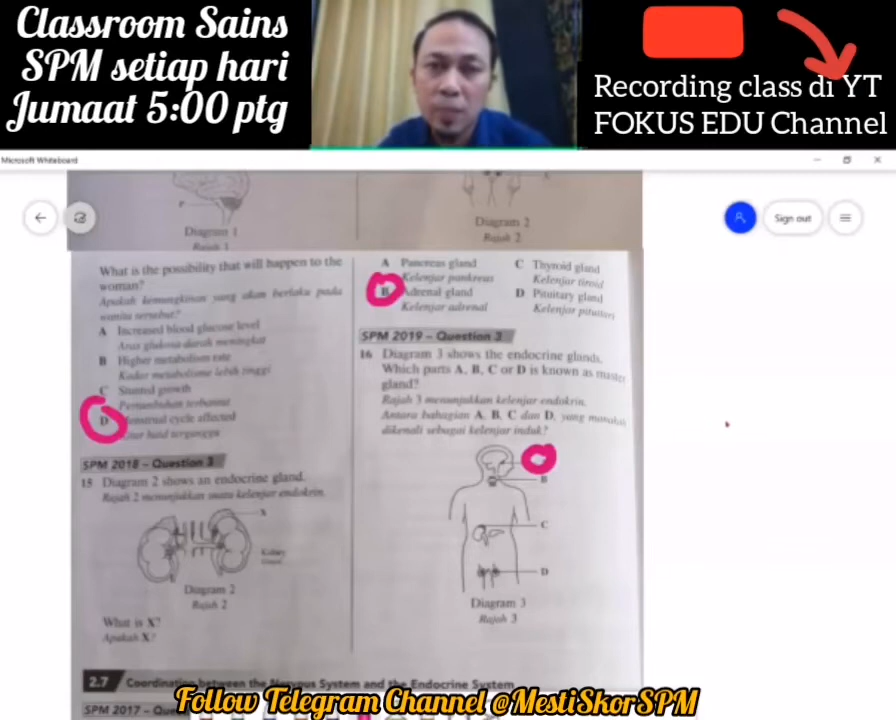 Classroom Sains
SPM setiap hari
Jumaat 5:00 ptg
Recording class di YT
FOKUS EDU Channel
Microsoft Whiteboard
Sign out
P
Diagram 1
Rajah 1
Diagram 2
Rajah 2
What is the possibility that will happen to the
woman?
Apakah kemungkinan yang akan berlaku pada
wanita tersebut?
A Increased blood glucose level
Aras glukosa darah meningkat
B Higher metabolism rate
Kadar metabolisme lebih tinggi
C Stunted growth
Pertumbuhan terbantut
D Menstrual cycle affected
haid terganggu
SPM 2018 – Question 3
15 Diagram 2 shows an endocrine gland.
Rajah 2 menunjukkan suatu kelenjar endokrin.
X
Kidney
Diagram 2
Rajah 2
What is X?
Apakah X?
A Pancreas gland
Kelenjar pankreas
B Adrenal gland
Kelenjar adrenal
C Thyroid gland
Kelenjar tiroid
D Pituitary gland
Kelenjar pituitari
SPM 2019 – Question 3
16 Diagram 3 shows the endocrine glands.
Which parts A, B, C or D is known as master
gland?
Rajah 3 menunjukkan kelenjar endokrin.
Antara bahagian A, B, C dan D, yang manakah
dikenali sebagai kelenjar induk?
B
C
D
Diagram 3
Rajah 3
2.7 Coordination between the Nervous System and the Endocrine System
SPM 2017 – Que
Follow Telegram Channel @MestiSkorSPM